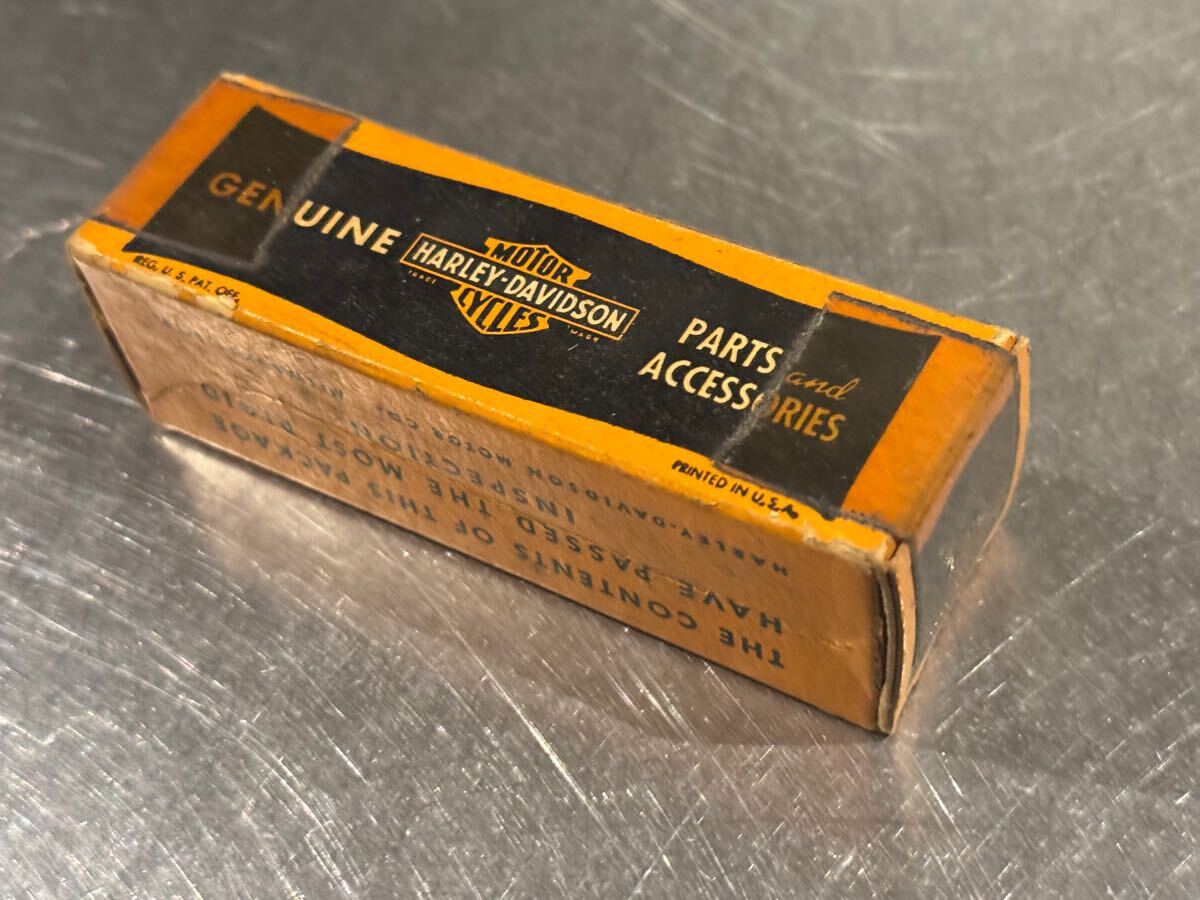 GENUINE
MOTOR
HARLEY-DAVIDSON
CYCLES
TRADE MARK
PARTS and
ACCESSORIES
REG. U. S. PAT. OFF.
PRINTED IN U.S.A.
THE CONTENTS OF THIS PACKAGE
HAVE PASSED THE MOST RIGID
INSPECTION
HARLEY-DAVIDSON MOTOR CO.